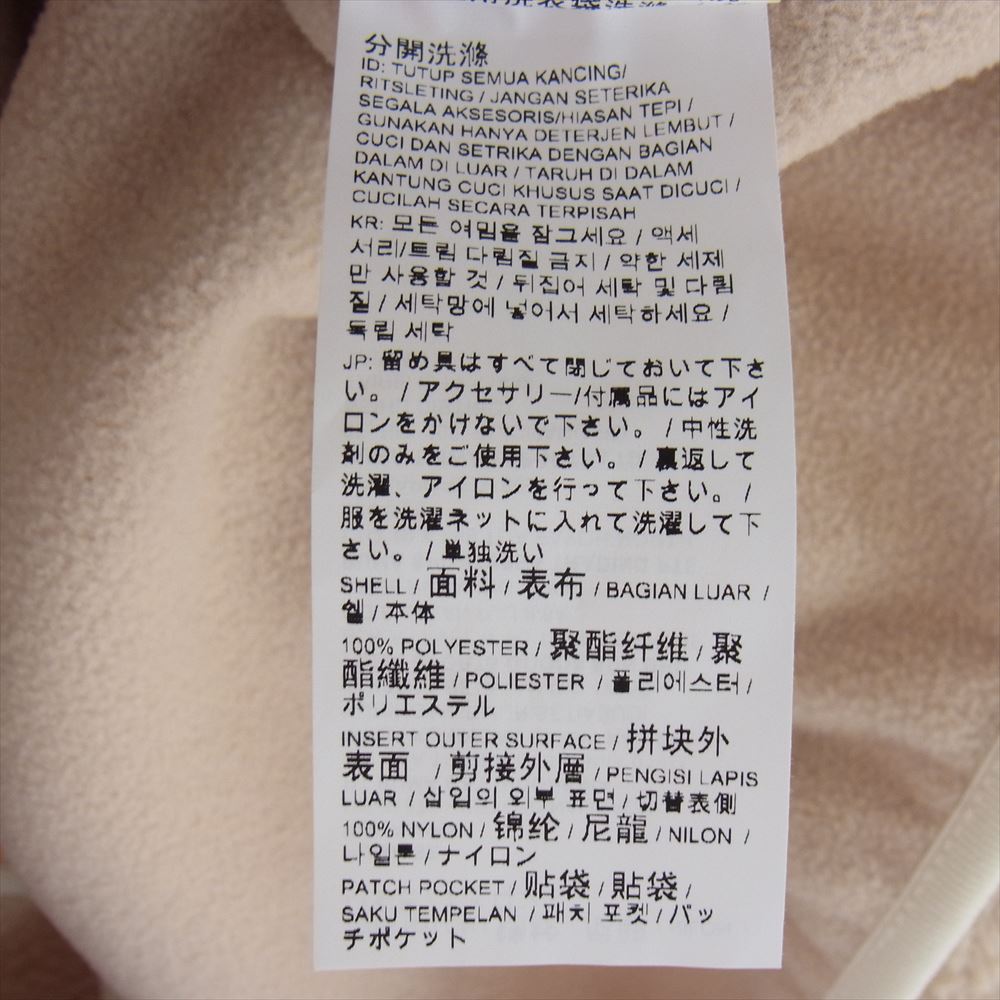 分開洗滌
ID: TUTUP SEMUA KANCING/
RITSLETING / JANGAN SETERIKA
SEGALA AKSESORIS/HIASAN TEPI /
GUNAKAN HANYA DETERJEN LEMBUT /
CUCI DAN SETRIKA DENGAN BAGIAN
DALAM DI LUAR / TARUH DI DALAM
KANTUNG CUCI KHUSUS SAAT DICUCI /
CUCILAH SECARA TERPISAH
KR: 모든 여밈을 잠그세요 / 액세
서리/트림 다림질 금지 / 약한 세제
만 사용할 것 / 뒤집어 세탁 및 다림
질 / 세탁망에 넣어서 세탁하세요 /
독립 세탁
JP: 留め具はすべて閉じておいて下さ
い。 / アクセサリー/付属品にはアイ
ロンをかけないで下さい。 / 中性洗
剤のみをご使用下さい。 / 裏返して
洗濯、アイロンを行って下さい。 /
服を洗濯ネットに入れて洗濯して下
さい。 / 単独洗い
SHELL / 面料 / 表布 / BAGIAN LUAR /
쉘 / 本体
100% POLYESTER / 聚酯纤维 / 聚
酯纖維 / POLIESTER / 폴리에스터 /
ポリエステル
INSERT OUTER SURFACE / 拼块外
表面 / 剪接外層 / PENGISI LAPIS
LUAR / 삽입의 외부 표면 / 切替表側
100% NYLON / 锦纶 / 尼龍 / NILON /
나일론 / ナイロン
PATCH POCKET / 贴袋 / 貼袋 /
SAKU TEMPELAN / 패치 포켓 / パッ
チポケット